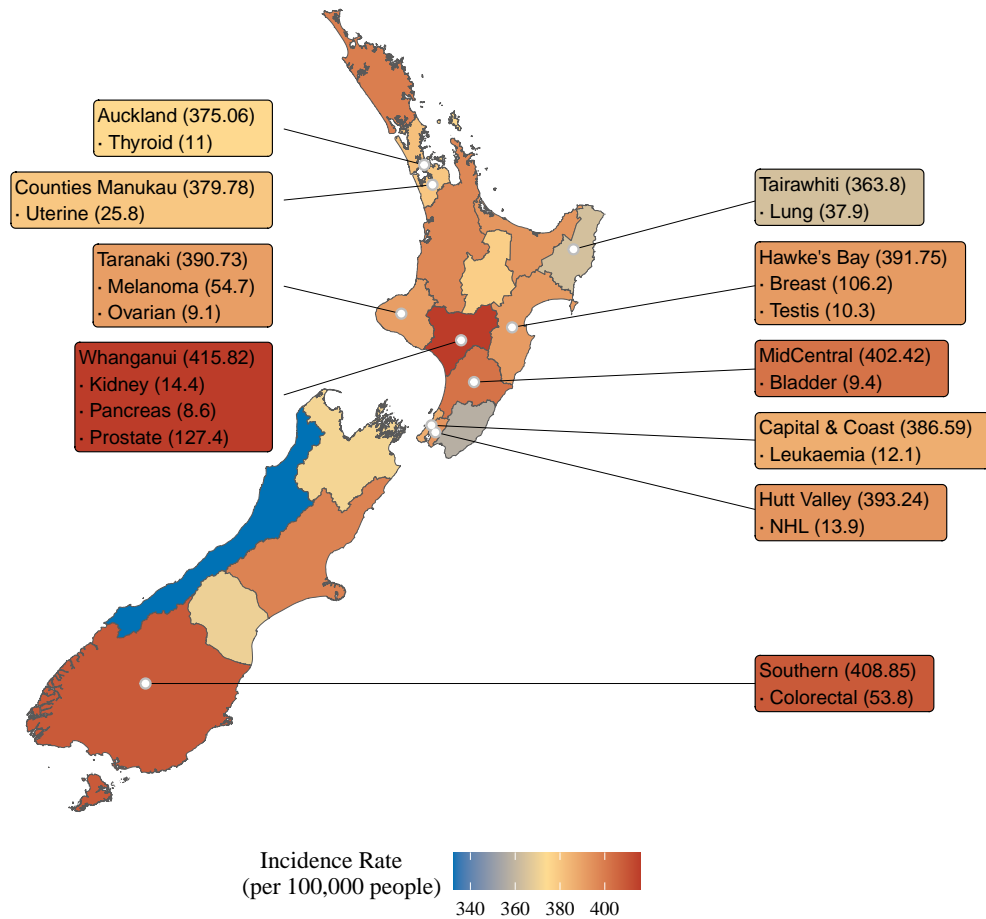 Auckland (375.06)
· Thyroid (11)
Counties Manukau (379.78)
· Uterine (25.8)
Taranaki (390.73)
· Melanoma (54.7)
· Ovarian (9.1)
Whanganui (415.82)
· Kidney (14.4)
· Pancreas (8.6)
· Prostate (127.4)
Tairawhiti (363.8)
· Lung (37.9)
Hawke's Bay (391.75)
· Breast (106.2)
· Testis (10.3)
MidCentral (402.42)
· Bladder (9.4)
Capital & Coast (386.59)
· Leukaemia (12.1)
Hutt Valley (393.24)
· NHL (13.9)
Southern (408.85)
· Colorectal (53.8)
Incidence Rate
(per 100,000 people)
340 360 380 400